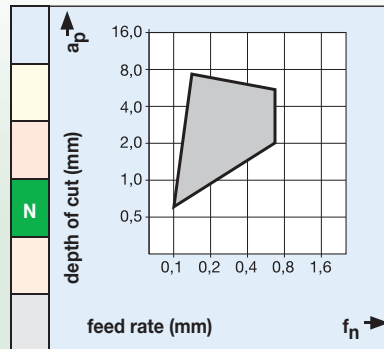 ap
16,0
8,0
4,0
2,0
1,0
0,5
depth of cut (mm)
N
0,1 0,2 0,4 0,8 1,6
feed rate (mm) fn